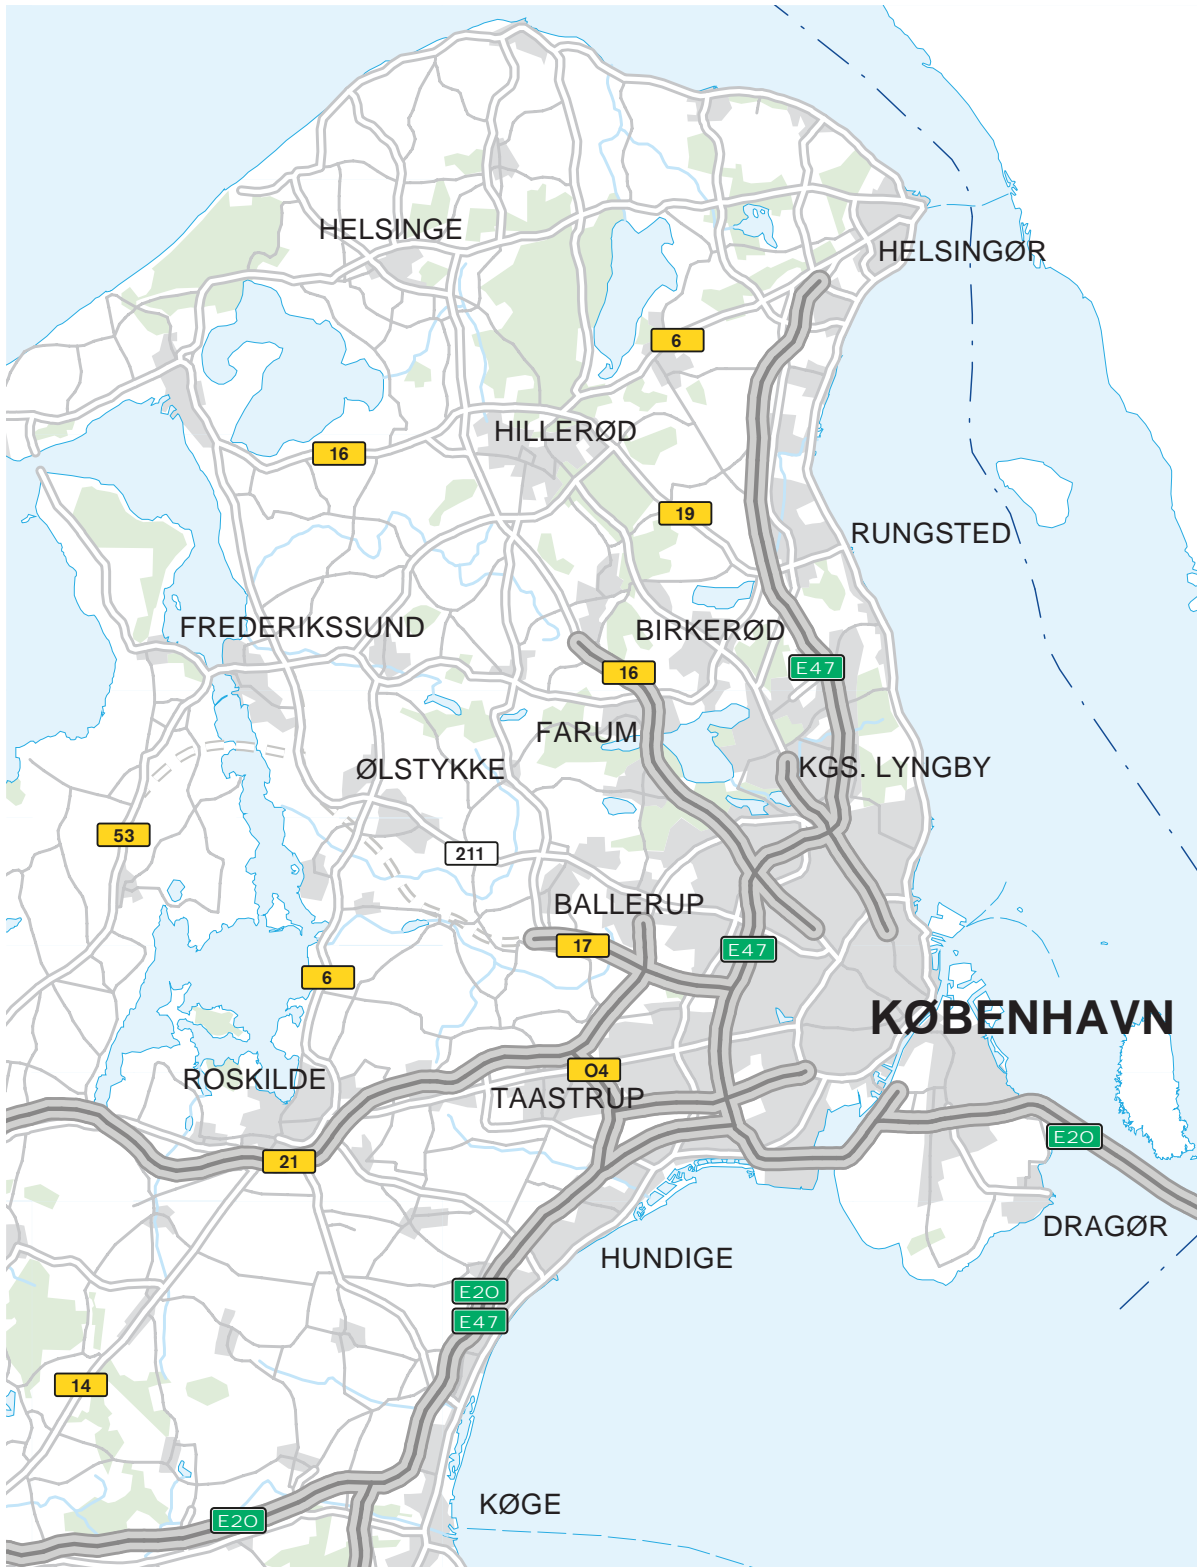 HELSINGE
HELSINGØR
6
HILLERØD
16
19
RUNGSTED
FREDERIKSSUND
BIRKERØD
16
E47
FARUM
ØLSTYKKE
KGS. LYNGBY
53
211
BALLERUP
17
E47
6
KØBENHAVN
O4
ROSKILDE
TAASTRUP
E20
21
DRAGØR
HUNDIGE
E20
E47
14
KØGE
E20